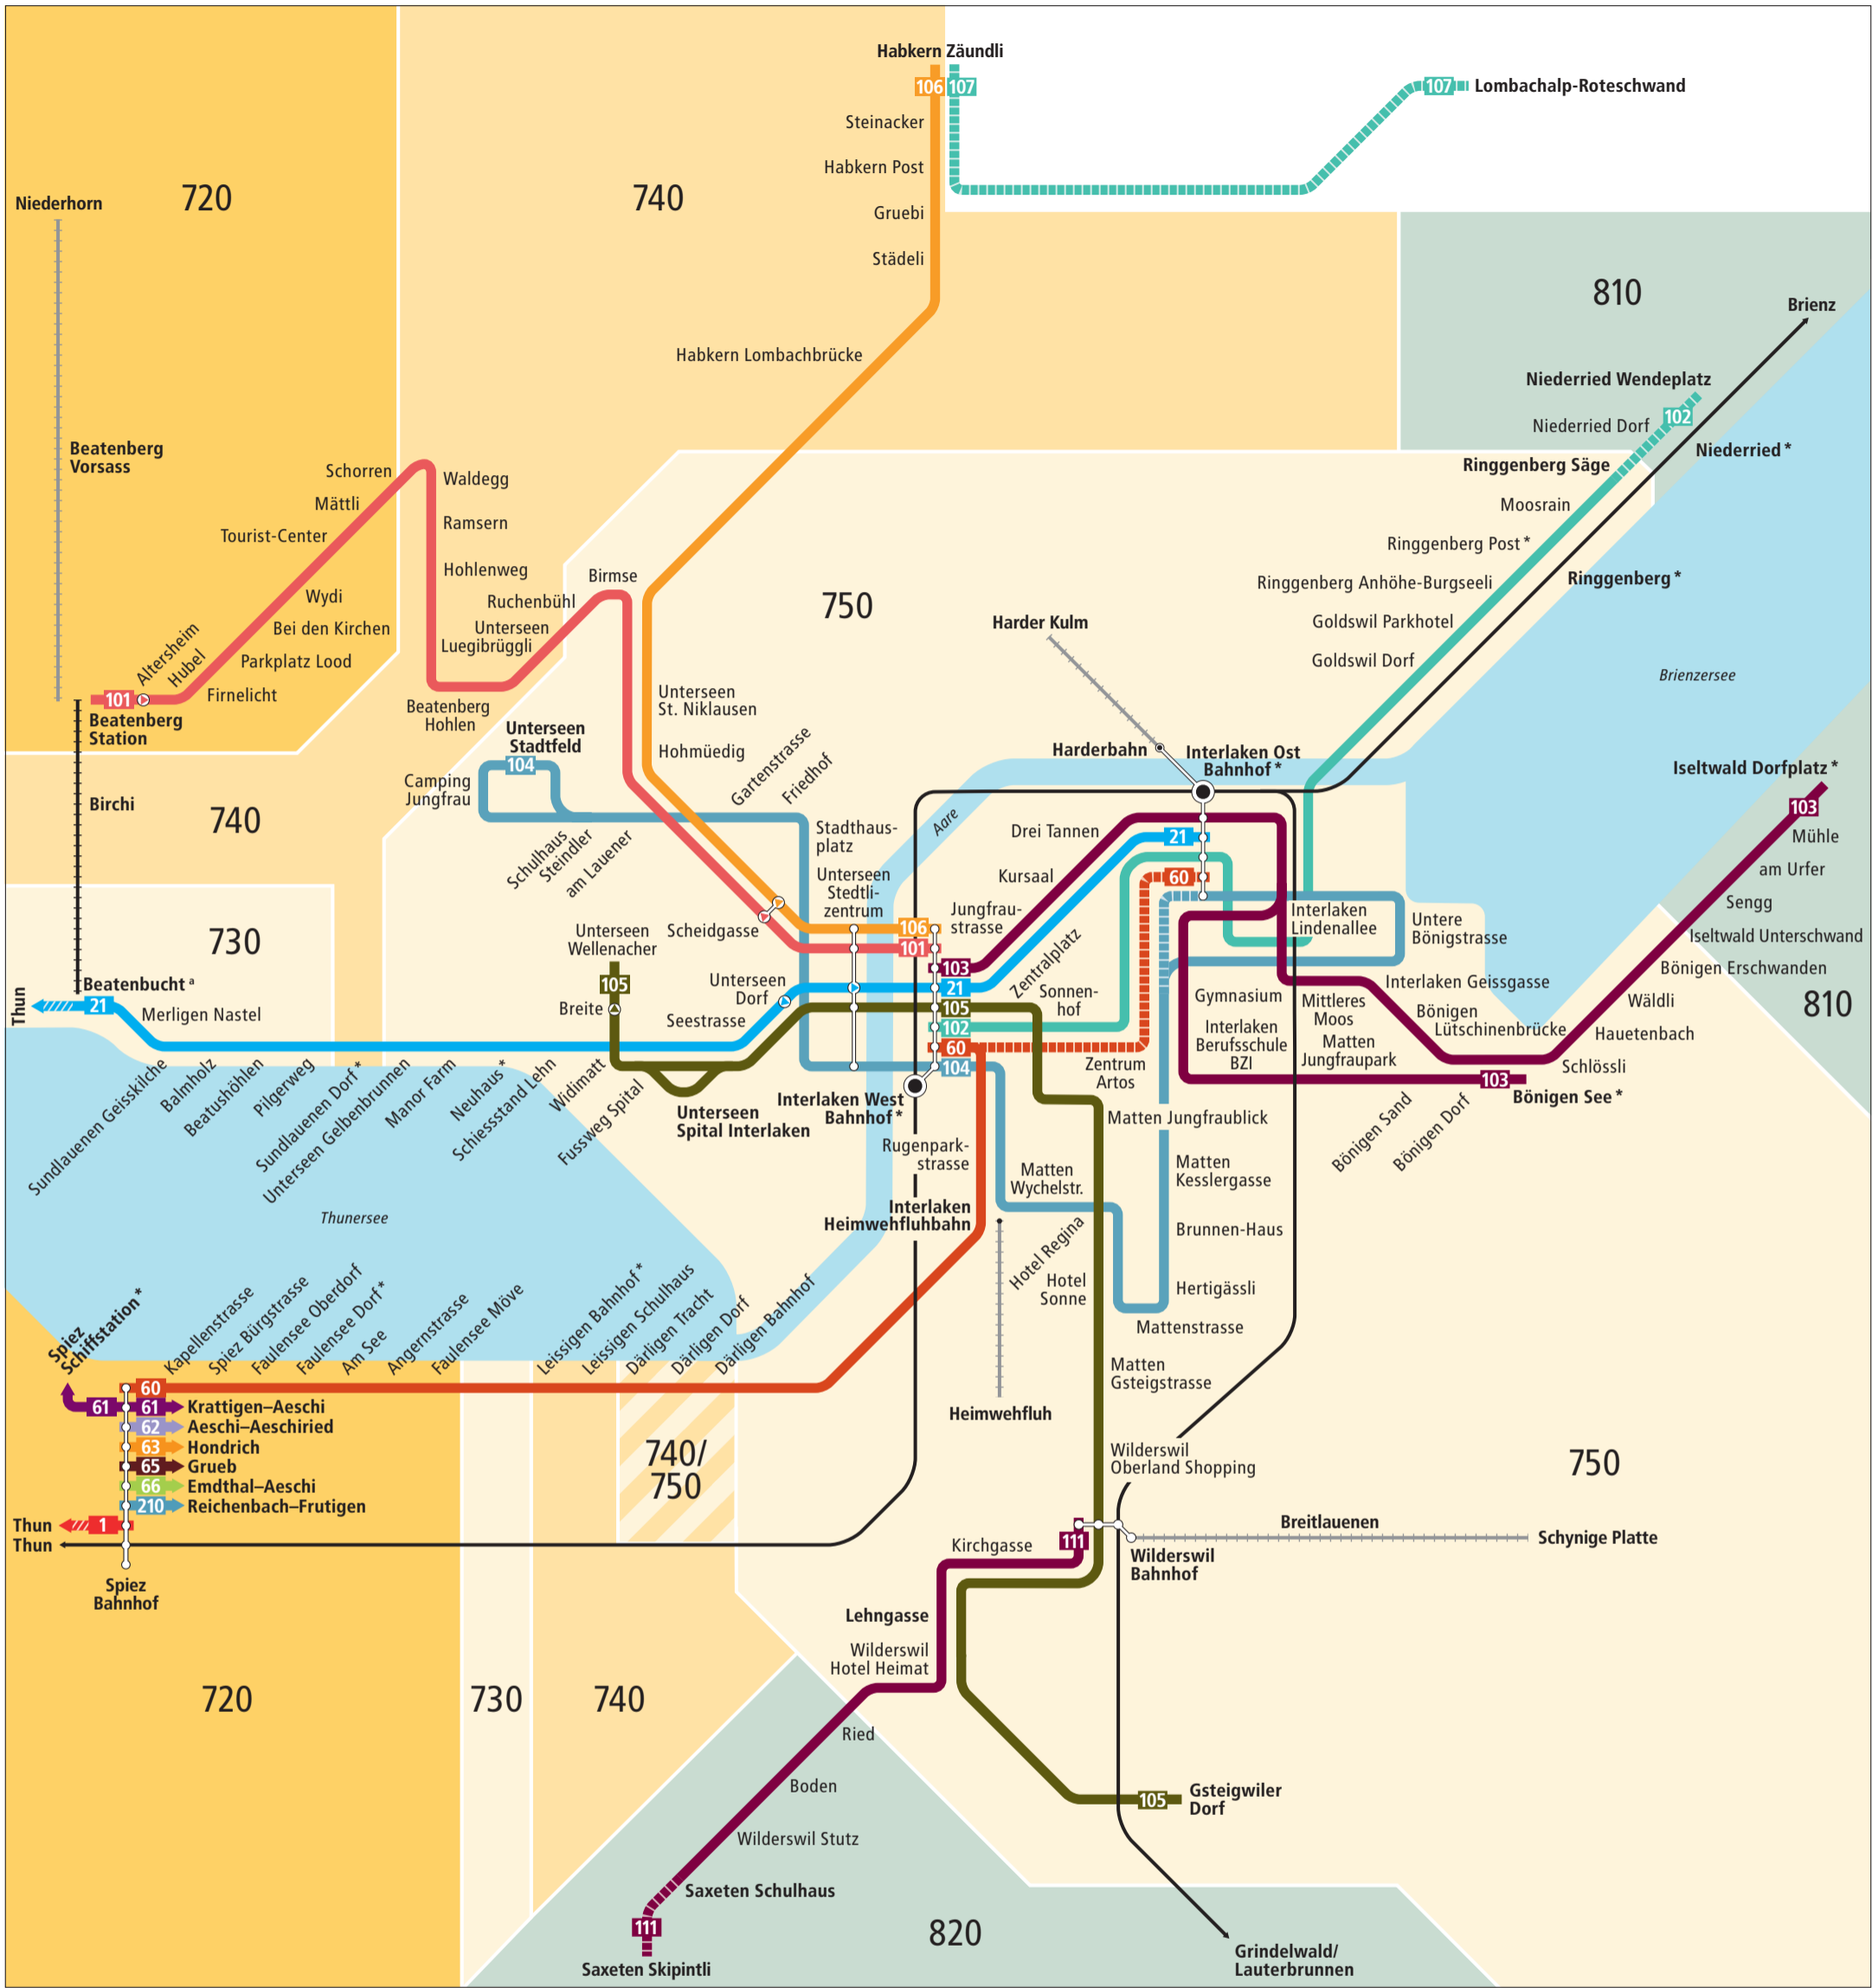 Habkern Zäundli
106
107
107
Lombachalp-Roteschwand
Steinacker
Habkern Post
Gruebi
Städeli
Habkern Lombachbrücke
720
740
Niederhorn
Beatenberg
Vorsass
Schorren
Mättli
Tourist-Center
Wydi
Bei den Kirchen
Parkplatz Lood
Firnelicht
Altersheim
Hubel
101
Beatenberg
Station
Waldegg
Ramsern
Hohlenweg
Ruchenbühl
Unterseen
Luegibrüggli
Birmse
Beatenberg
Hohlen
810
Brienz
Niederried Wendeplatz
102
Niederried Dorf
Niederried *
Ringgenberg Säge
Moosrain
Ringgenberg Post *
Ringgenberg *
Ringgenberg Anhöhe-Burgseeli
Goldswil Parkhotel
Goldswil Dorf
Brienzersee
750
Harder Kulm
Harderbahn
Interlaken Ost
Bahnhof *
Unterseen
St. Niklausen
Hohmüedig
Unterseen
Stadtfeld
104
Camping
Jungfrau
Schulhaus
Steindler
am Lauener
Gartenstrasse
Friedhof
Stadthaus-
platz
Unterseen
Stedtli-
zentrum
Scheidgasse
Aare
Birchi
740
730
Beatenbucht ª
Thun
21
Merligen Nastel
Unterseen
Wellenacher
105
Breite
Unterseen
Dorf
Seestrasse
106
101
103
21
105
102
60
104
Jungfrau-
strasse
Drei Tannen
Kursaal
Zentralplatz
Sonnen-
hof
21
60
Interlaken
Lindenallee
Untere
Bönigstrasse
Gymnasium
Interlaken
Berufsschule
BZI
Mittleres
Moos
Matten
Jungfraupark
Interlaken Geissgasse
Bönigen
Lütschinenbrücke
Iseltwald Dorfplatz *
103
Mühle
am Urfer
Sengg
Iseltwald Unterschwand
Bönigen Erschwanden
Wäldli
Hauetenbach
Schlössli
810
103
Bönigen See *
Bönigen Sand
Bönigen Dorf
Sundlauenen Geisskilche
Balmholz
Beatushöhlen
Pilgerweg
Sundlauenen Dorf *
Unterseen Gelbenbrunnen
Manor Farm
Neuhaus *
Schiesstand Lehn
Widimatt
Fussweg Spital
Unterseen
Spital Interlaken
Interlaken West
Bahnhof *
Zentrum
Artos
Matten Jungfraublick
Rugenpark-
strasse
Matten
Wychelstr.
Matten
Kesslergasse
Interlaken
Heimwehfluhbahn
Brunnen-Haus
Hotel Regina
Hotel
Sonne
Hertigässli
Mattenstrasse
Matten
Gsteigstrasse
Heimwehfluh
Wilderswil
Oberland Shopping
750
Thunersee
Spiez
Schiffstation *
Kapellenstrasse
Spiez Bürgstrasse
Faulensee Oberdorf
Faulensee Dorf *
Am See
Angernstrasse
Faulensee Möve
Leissigen Bahnhof *
Leissigen Schulhaus
Därligen Tracht
Därligen Dorf
Därligen Bahnhof
60
61
61
Krattigen–Aeschi
62
Aeschi–Aeschiried
63
Hondrich
65
Grueb
66
Emdthal–Aeschi
210
Reichenbach–Frutigen
Thun
1
Thun
Spiez
Bahnhof
740/
750
Kirchgasse
111
Wilderswil
Bahnhof
Breitlauenen
Schynige Platte
Lehngasse
Wilderswil
Hotel Heimat
720
730
740
Ried
Boden
Wilderswil Stutz
105
Gsteigwiler
Dorf
Saxeten Schulhaus
111
Saxeten Skipintli
820
Grindelwald/
Lauterbrunnen